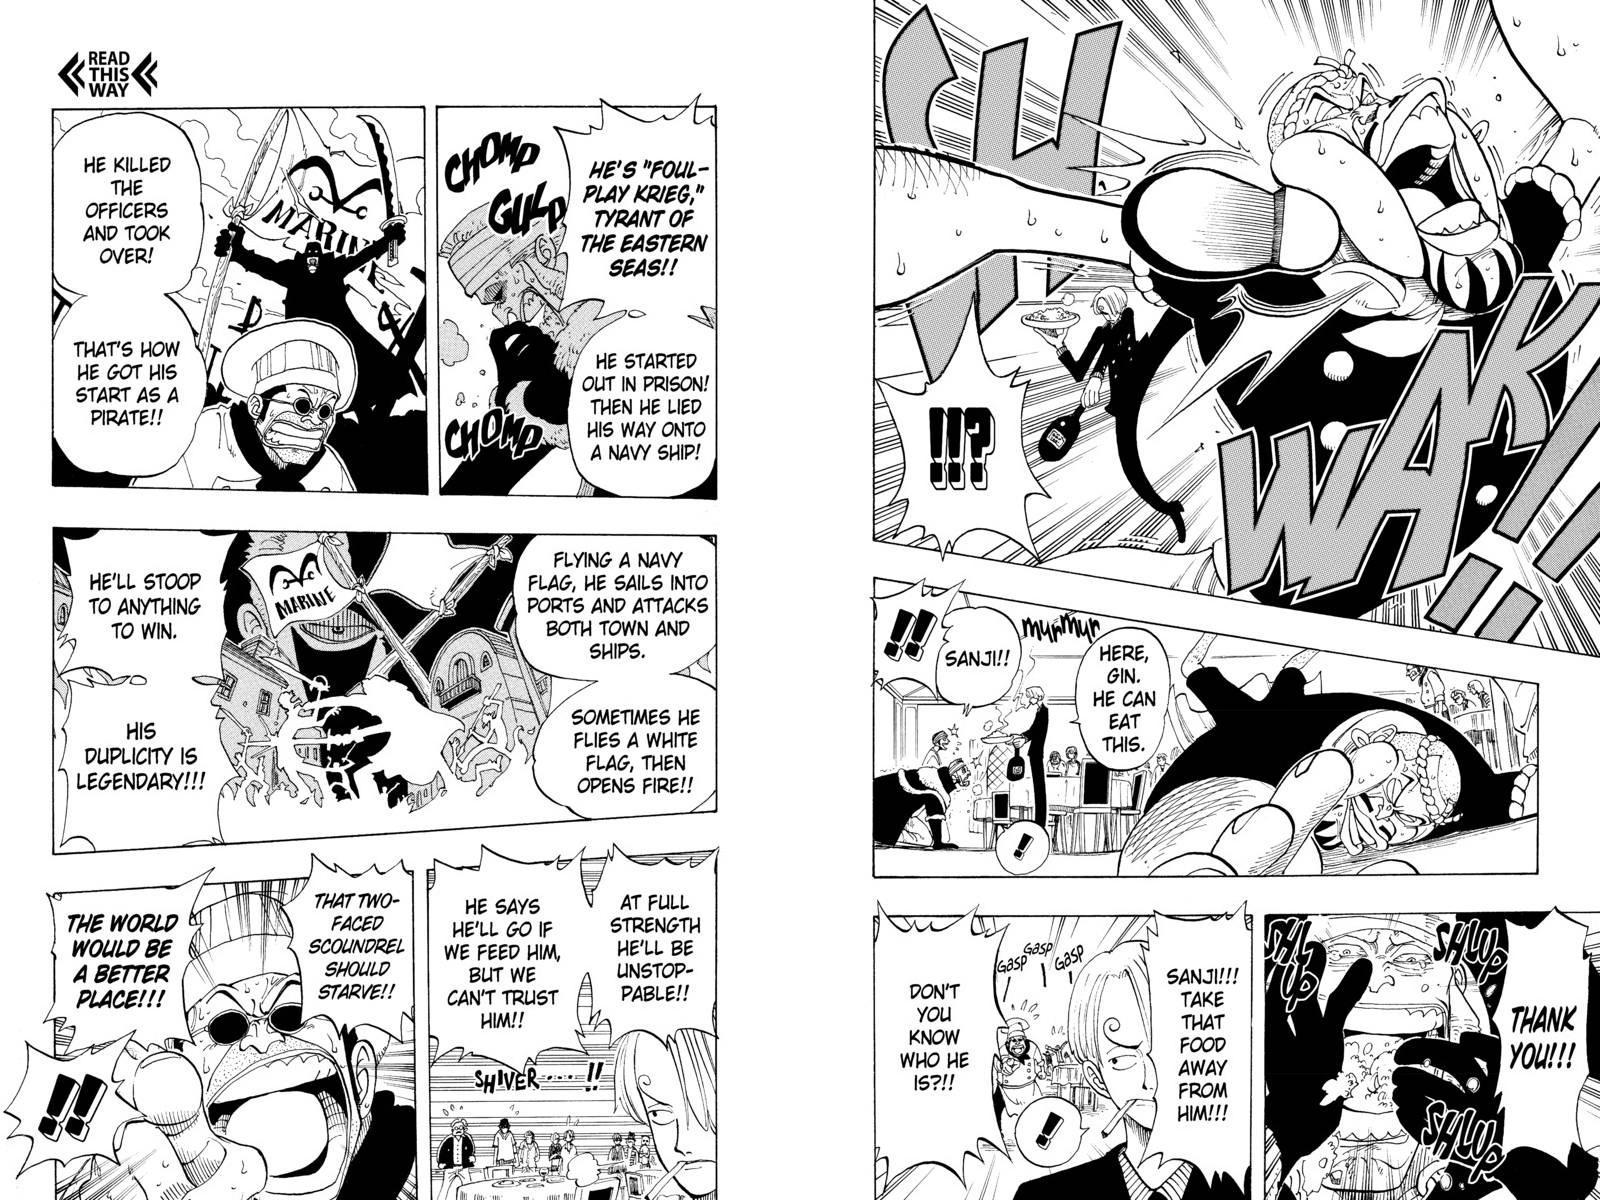 SU
WAK!!
!!!?
!!
SANJI!!
murmur
HERE,
GIN.
HE CAN
EAT
THIS.
!
SHLUP
SHLUP
SHLUP
THANK
YOU!!!
SANJI!!!
TAKE
THAT
FOOD
AWAY
FROM
HIM!!!
GASP
GASP
GASP
DON'T
YOU
KNOW
WHO HE
IS?!!
!
READ
THIS
WAY
HE'S "FOUL-
PLAY KRIEG,"
TYRANT OF
THE EASTERN
SEAS!!
CHOMP
GULP
CHOMP
HE STARTED
OUT IN PRISON!
THEN HE LIED
HIS WAY ONTO
A NAVY SHIP!
HE KILLED
THE
OFFICERS
AND TOOK
OVER!
MARIN
THAT'S HOW
HE GOT HIS
START AS A
PIRATE!!
FLYING A NAVY
FLAG, HE SAILS INTO
PORTS AND ATTACKS
BOTH TOWN AND
SHIPS.
SOMETIMES HE
FLIES A WHITE
FLAG, THEN
OPENS FIRE!!
MARINE
HE'LL STOOP
TO ANYTHING
TO WIN.
HIS
DUPLICITY IS
LEGENDARY!!!
AT FULL
STRENGTH
HE'LL BE
UNSTOP-
PABLE!!
HE SAYS
HE'LL GO IF
WE FEED HIM,
BUT WE
CAN'T TRUST
HIM!!
SHIVER....!!
THAT TWO-
FACED
SCOUNDREL
SHOULD
STARVE!!
THE WORLD
WOULD BE
A BETTER
PLACE!!!
!!